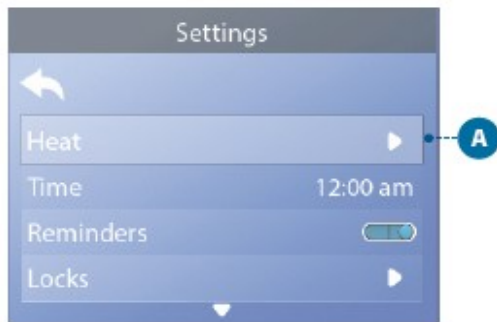 Settings
Heat
A
Time 12:00 am
Reminders
Locks